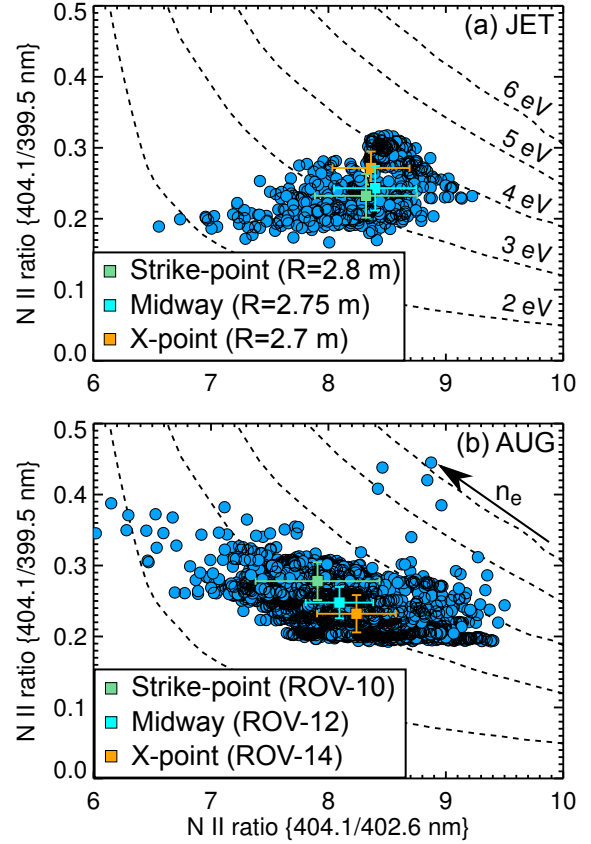 (a) JET
0.5
0.4
0.3
0.2
0.1
0.0
N II ratio {404.1/399.5 nm}
6 eV
5 eV
4 eV
3 eV
2 eV
Strike-point (R=2.8 m)
Midway (R=2.75 m)
X-point (R=2.7 m)
6 7 8 9 10
(b) AUG
0.5
0.4
0.3
0.2
0.1
0.0
N II ratio {404.1/399.5 nm}
nₑ
Strike-point (ROV-10)
Midway (ROV-12)
X-point (ROV-14)
6 7 8 9 10
N II ratio {404.1/402.6 nm}